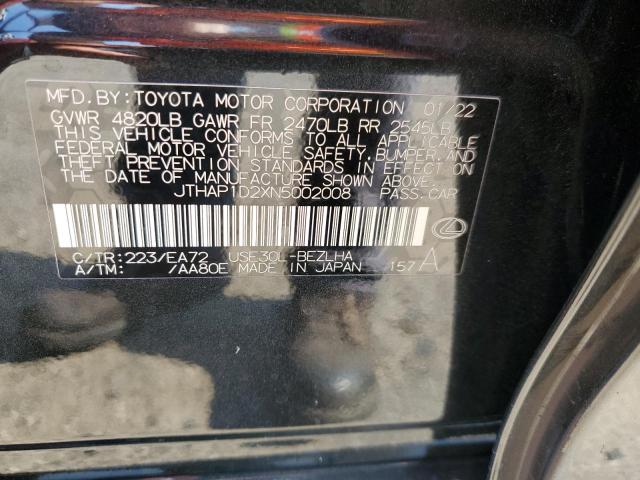 MFD.BY:TOYOTA MOTOR CORPORATION 01/22
GVWR 4820LB GAWR FR 2470LB RR 2545LB
THIS VEHICLE CONFORMS TO ALL APPLICABLE
FEDERAL MOTOR VEHICLE SAFETY,BUMPER,AND
THEFT PREVENTION STANDARDS IN EFFECT ON
THE DATE OF MANUFACTURE SHOWN ABOVE.
JTHAP1D2XN5002008 PASS.CAR
C/TR:223/EA72 USE30L-BEZLHA
A/TM: /AA80E MADE IN JAPAN 157 A